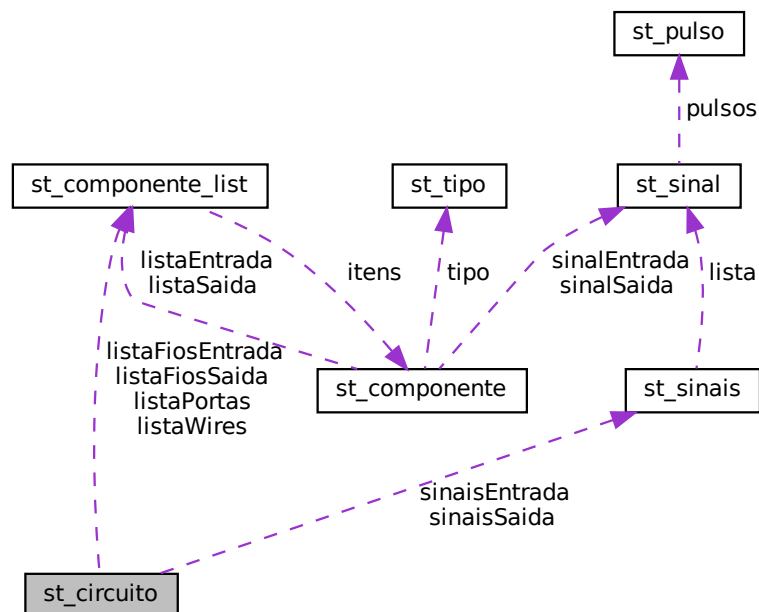 st_pulso
pulsos
st_componente_list
st_tipo
st_sinal
listaEntrada
listaSaida
itens
tipo
sinalEntrada
sinalSaida
lista
listaFiosEntrada
listaFiosSaida
listaPortas
listaWires
st_componente
st_sinais
sinaisEntrada
sinaisSaida
st_circuito